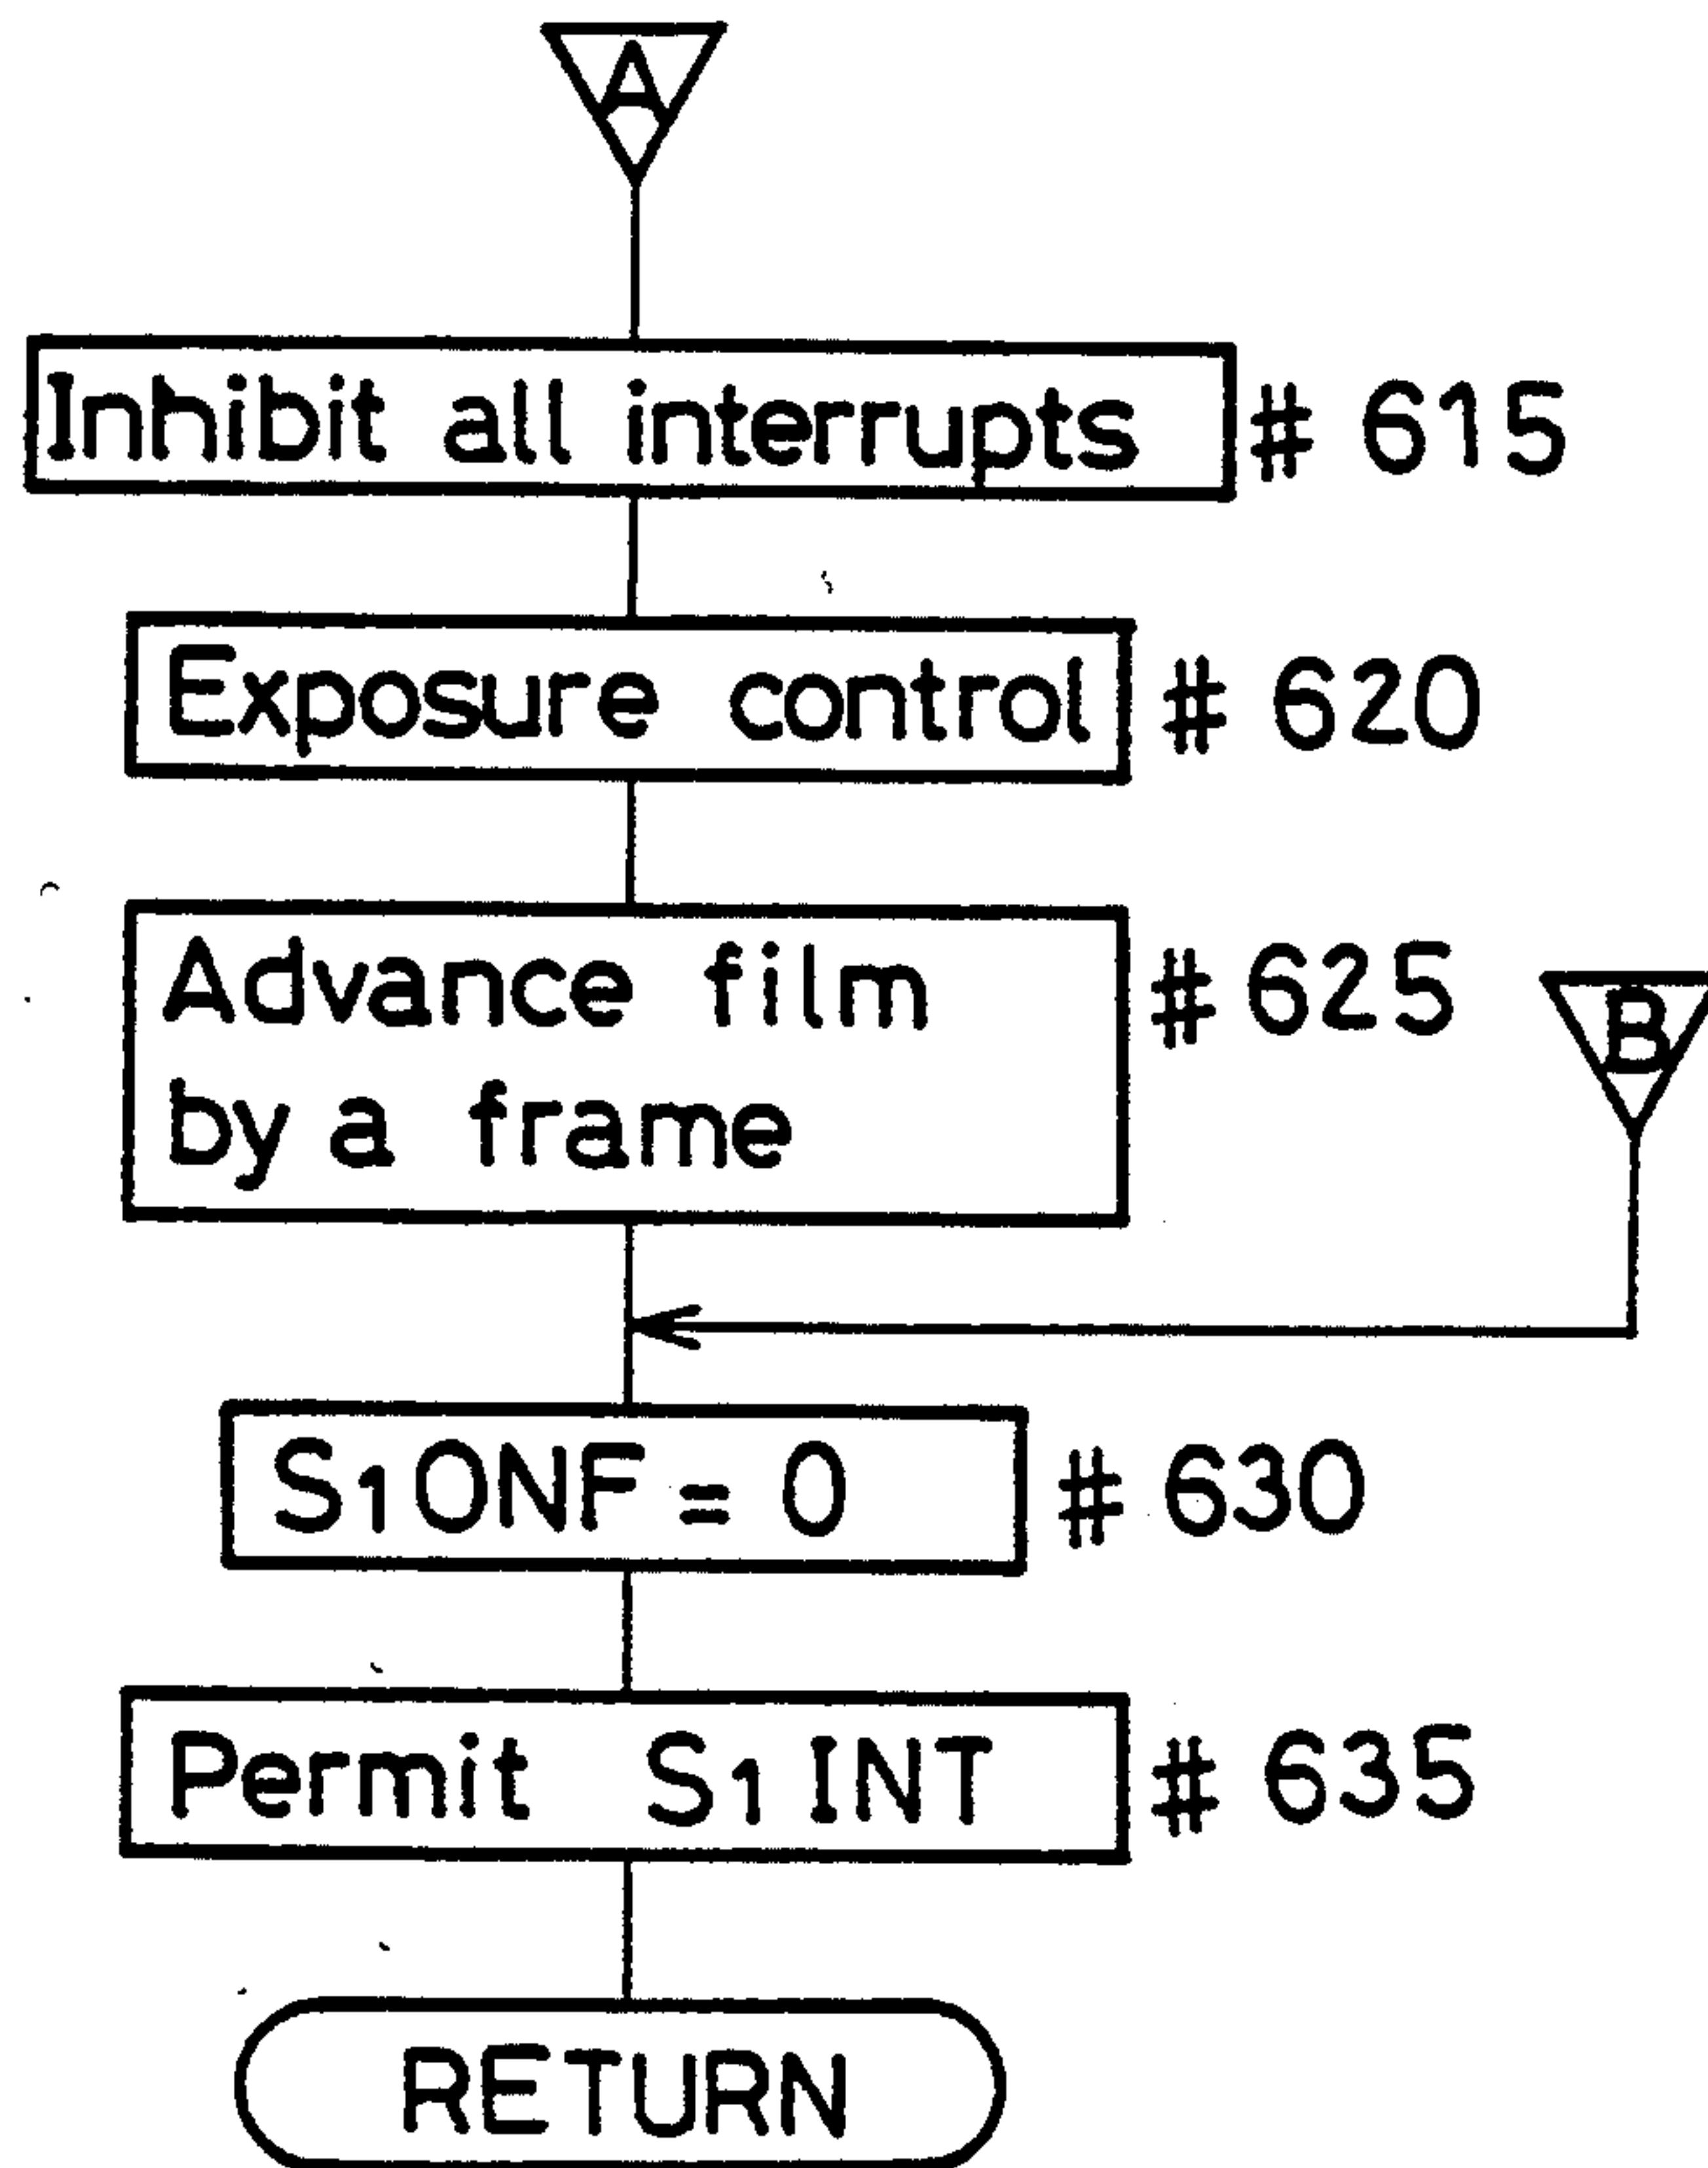 A
Inhibit all interrupts # 615
Exposure control # 620
Advance film # 625
B
by a frame
S1ONF = 0 # 630
Permit S1 INT # 635
RETURN